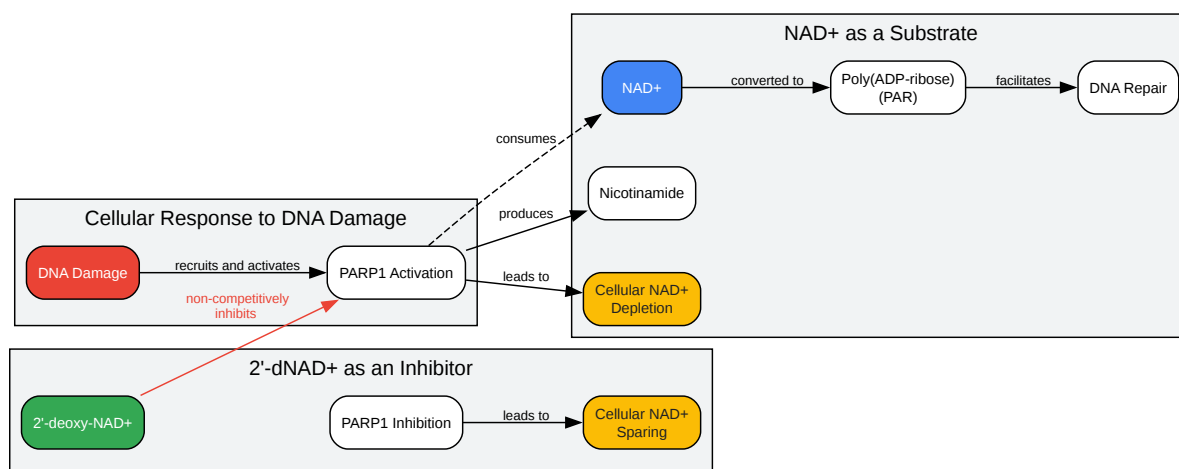 NAD+ as a Substrate
NAD+
converted to
Poly(ADP-ribose)
(PAR)
facilitates
DNA Repair
consumes
Nicotinamide
produces
Cellular Response to DNA Damage
DNA Damage
recruits and activates
PARP1 Activation
leads to
Cellular NAD+
Depletion
non-competitively
inhibits
2'-dNAD+ as an Inhibitor
2'-deoxy-NAD+
PARP1 Inhibition
leads to
Cellular NAD+
Sparing